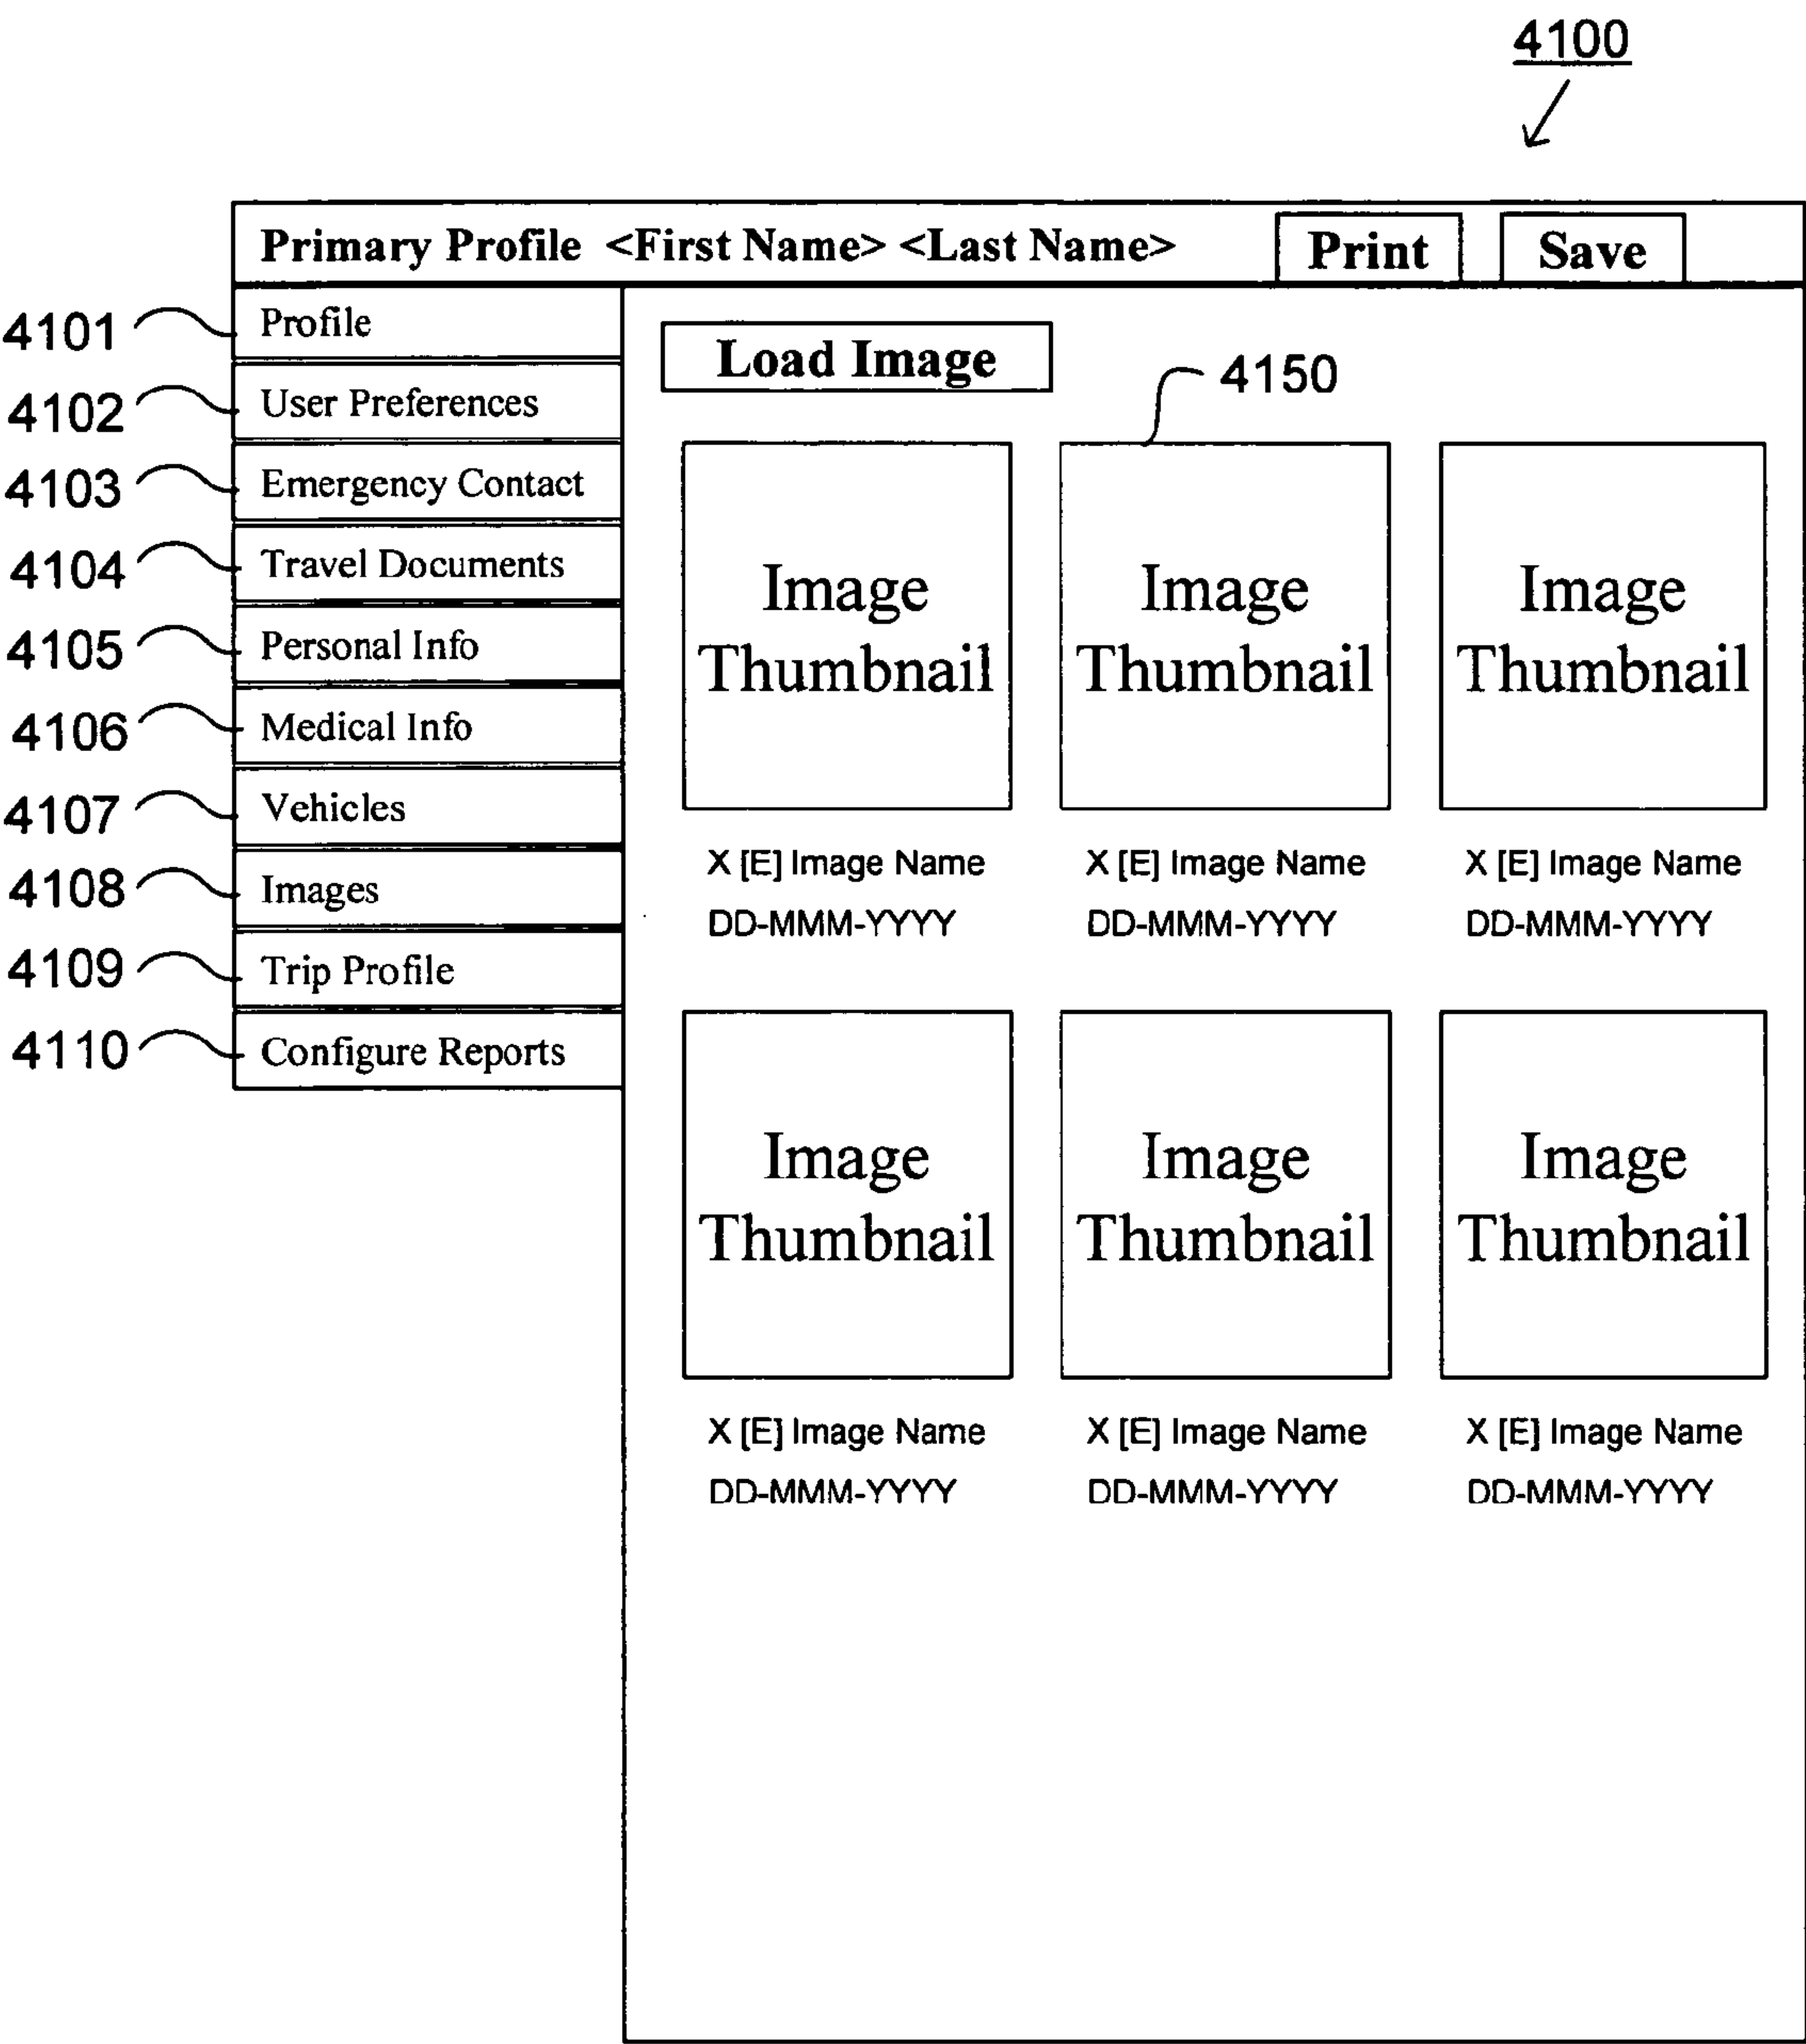 4100
Primary Profile <First Name> <Last Name> Print Save
4101 Profile
4102 User Preferences
4103 Emergency Contact
4104 Travel Documents
4105 Personal Info
4106 Medical Info
4107 Vehicles
4108 Images
4109 Trip Profile
4110 Configure Reports
Load Image
4150
Image Image Image
Thumbnail Thumbnail Thumbnail
X [E] Image Name X [E] Image Name X [E] Image Name
DD-MMM-YYYY DD-MMM-YYYY DD-MMM-YYYY
Image Image Image
Thumbnail Thumbnail Thumbnail
X [E] Image Name X [E] Image Name X [E] Image Name
DD-MMM-YYYY DD-MMM-YYYY DD-MMM-YYYY